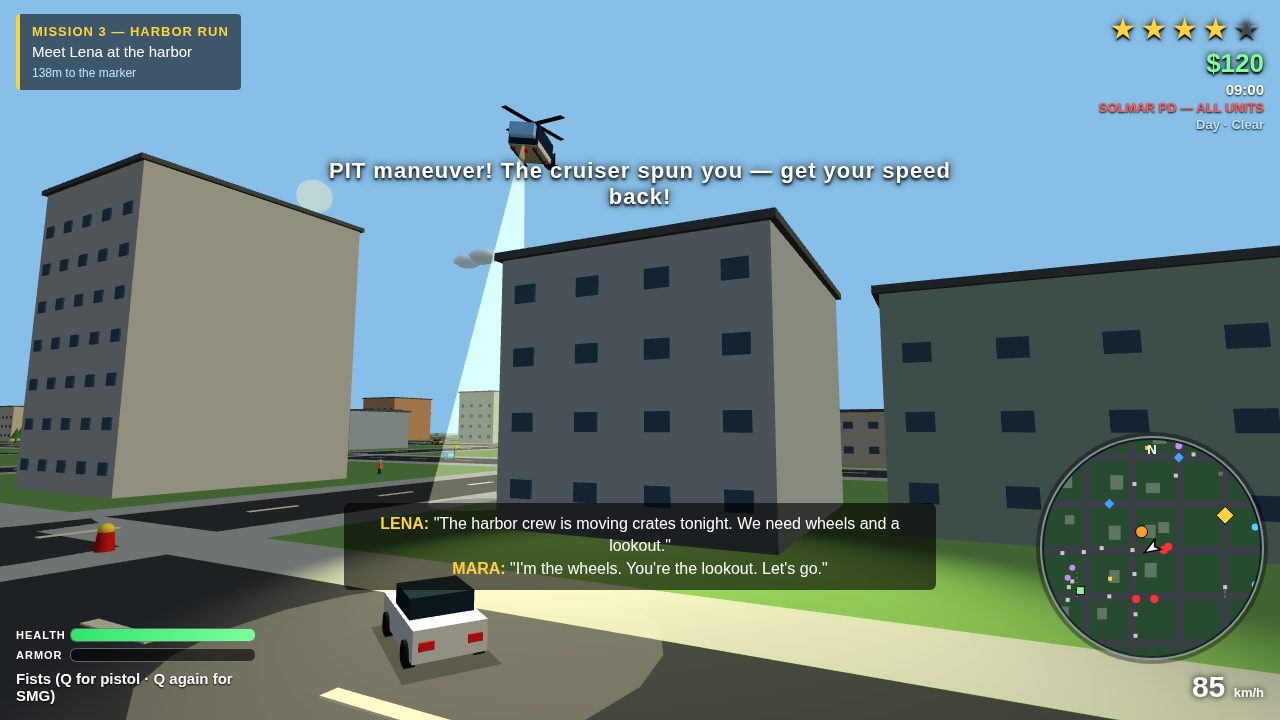 MISSION 3 — HARBOR RUN
Meet Lena at the harbor
138m to the marker
$120
09:00
SOLMAR PD — ALL UNITS
Day · Clear
PIT maneuver! The cruiser spun you — get your speed
back!
N
LENA: "The harbor crew is moving crates tonight. We need wheels and a
lookout."
MARA: "I'm the wheels. You're the lookout. Let's go."
HEALTH
ARMOR
Fists (Q for pistol · Q again for
SMG)
85 km/h